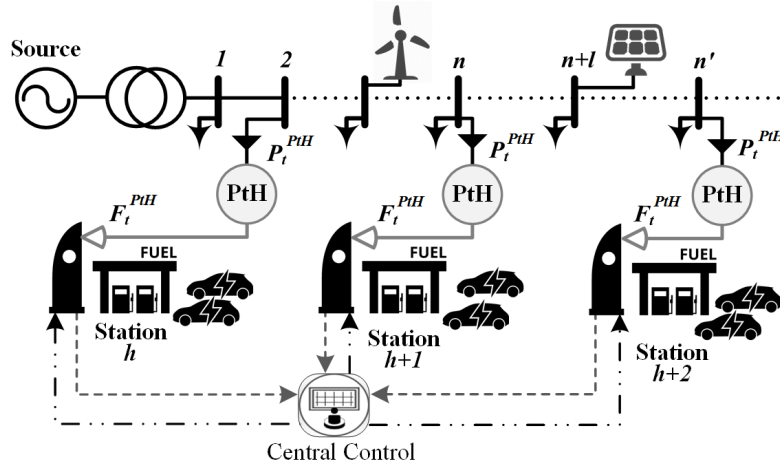 Source
1
2
n
n+l
n'
P_t^PtH
P_t^PtH
P_t^PtH
PtH
PtH
PtH
F_t^PtH
F_t^PtH
F_t^PtH
FUEL
FUEL
FUEL
Station
h
Station
h+1
Station
h+2
Central Control